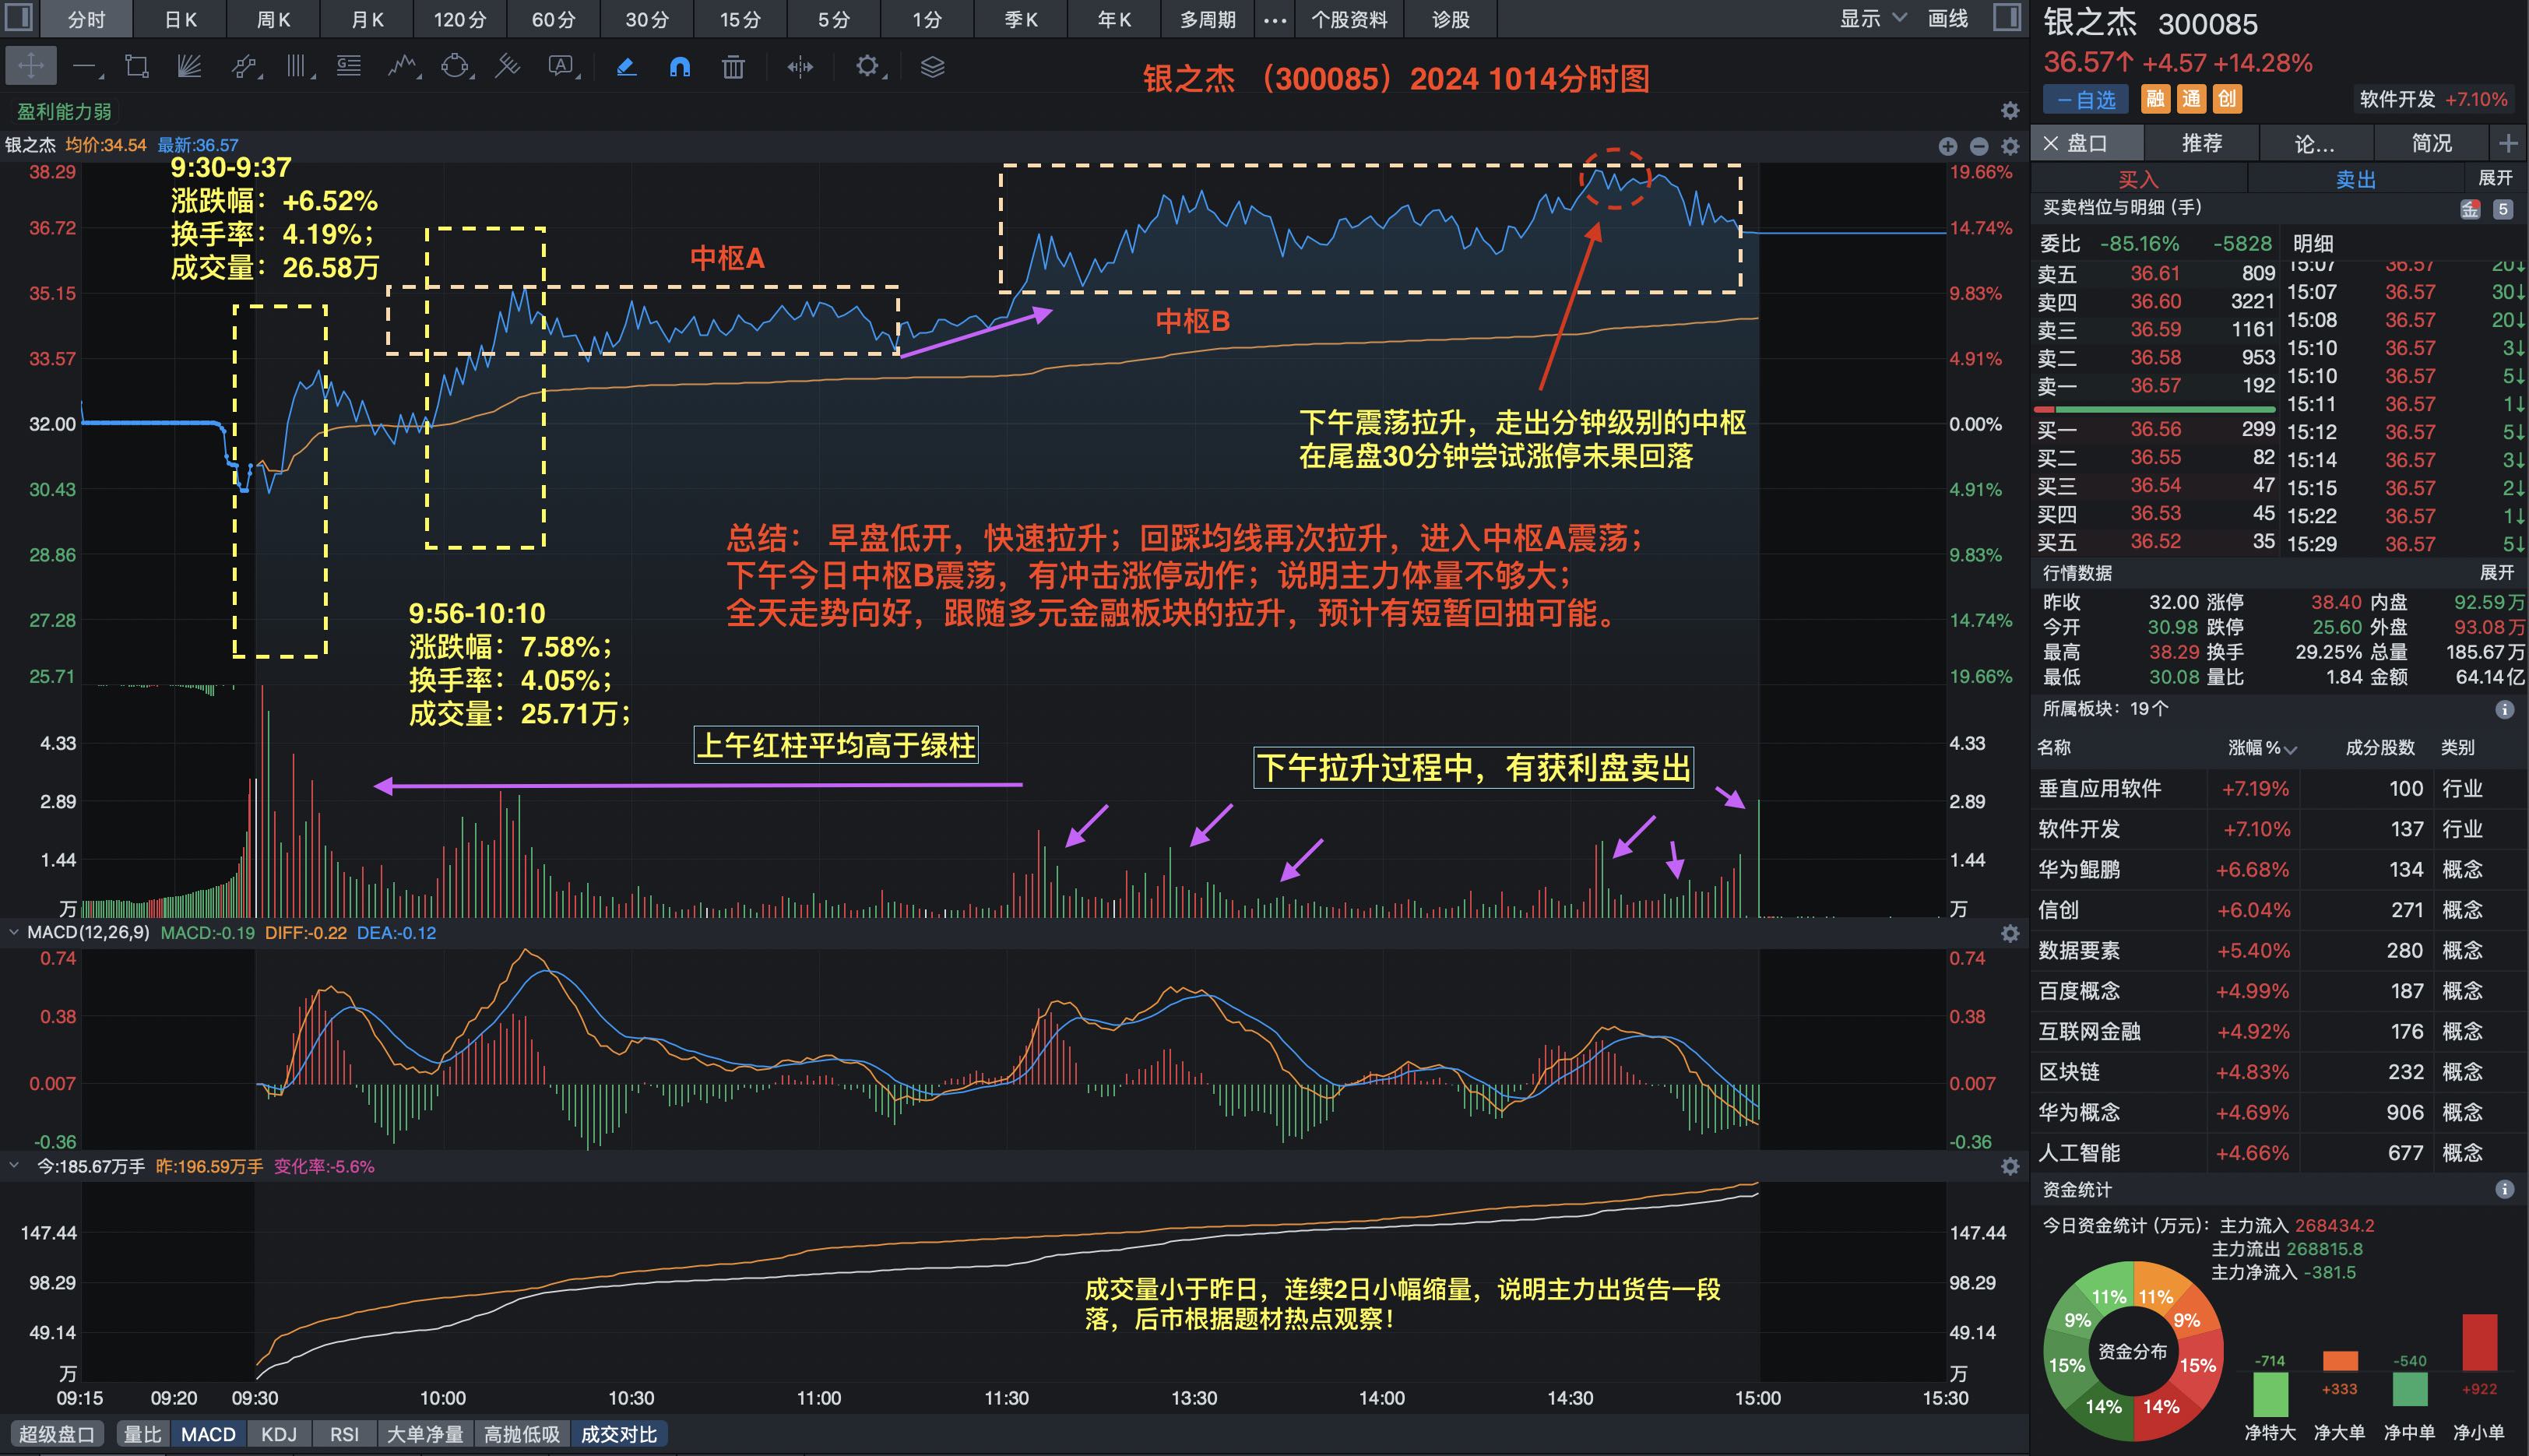 分时 日K 周K 月K 120分 60分 30分 15分 5分 1分 季K 年K 多周期 ••• 个股资料 诊股 显示 画线
银之杰 （300085）2024 1014分时图
盈利能力弱
银之杰 均价:34.54 最新:36.57
9:30-9:37
涨跌幅：+6.52%
换手率：4.19%；
成交量：26.58万
38.29
36.72
35.15
33.57
32.00
30.43
28.86
27.28
25.71
4.33
2.89
1.44
万
中枢A
中枢B
下午震荡拉升，走出分钟级别的中枢
在尾盘30分钟尝试涨停未果回落
总结： 早盘低开，快速拉升；回踩均线再次拉升，进入中枢A震荡；
下午今日中枢B震荡，有冲击涨停动作；说明主力体量不够大；
全天走势向好，跟随多元金融板块的拉升，预计有短暂回抽可能。
9:56-10:10
涨跌幅：7.58%；
换手率：4.05%；
成交量：25.71万；
上午红柱平均高于绿柱
下午拉升过程中，有获利盘卖出
19.66%
14.74%
9.83%
4.91%
0.00%
4.91%
9.83%
14.74%
19.66%
4.33
2.89
1.44
万
MACD(12,26,9) MACD:-0.19 DIFF:-0.22 DEA:-0.12
0.74
0.38
0.007
-0.36
0.74
0.38
0.007
-0.36
今:185.67万手 昨:196.59万手 变化率:-5.6%
147.44
98.29
49.14
万
成交量小于昨日，连续2日小幅缩量，说明主力出货告一段
落，后市根据题材热点观察！
147.44
98.29
49.14
万
09:15 09:20 09:30 10:00 10:30 11:00 11:30 13:30 14:00 14:30 15:00 15:30
超级盘口 量比 MACD KDJ RSI 大单净量 高抛低吸 成交对比
银之杰 300085
36.57↑ +4.57 +14.28%
－自选 融 通 创 软件开发 +7.10%
盘口 推荐 论... 简况
买入 卖出 展开
买卖档位与明细 (手) 金 5
委比 -85.16% -5828 明细
卖五 36.61 809
卖四 36.60 3221
卖三 36.59 1161
卖二 36.58 953
卖一 36.57 192
买一 36.56 299
买二 36.55 82
买三 36.54 47
买四 36.53 45
买五 36.52 35
15:07 36.57 20↓
15:07 36.57 30↓
15:08 36.57 20↓
15:10 36.57 3↓
15:10 36.57 5↓
15:11 36.57 1↓
15:12 36.57 5↓
15:14 36.57 3↓
15:15 36.57 2↓
15:22 36.57 1↓
15:29 36.57 5↓
行情数据 展开
昨收 32.00 涨停 38.40 内盘 92.59万
今开 30.98 跌停 25.60 外盘 93.08万
最高 38.29 换手 29.25% 总量 185.67万
最低 30.08 量比 1.84 金额 64.14亿
所属板块：19个
名称 涨幅% 成分股数 类别
垂直应用软件 +7.19% 100 行业
软件开发 +7.10% 137 行业
华为鲲鹏 +6.68% 134 概念
信创 +6.04% 271 概念
数据要素 +5.40% 280 概念
百度概念 +4.99% 187 概念
互联网金融 +4.92% 176 概念
区块链 +4.83% 232 概念
华为概念 +4.69% 906 概念
人工智能 +4.66% 677 概念
资金统计
今日资金统计 (万元)：主力流入 268434.2
主力流出 268815.8
主力净流入 -381.5
11% 11%
9% 9%
15% 资金分布 15%
14% 14%
-714 +333 -540 +922
净特大 净大单 净中单 净小单